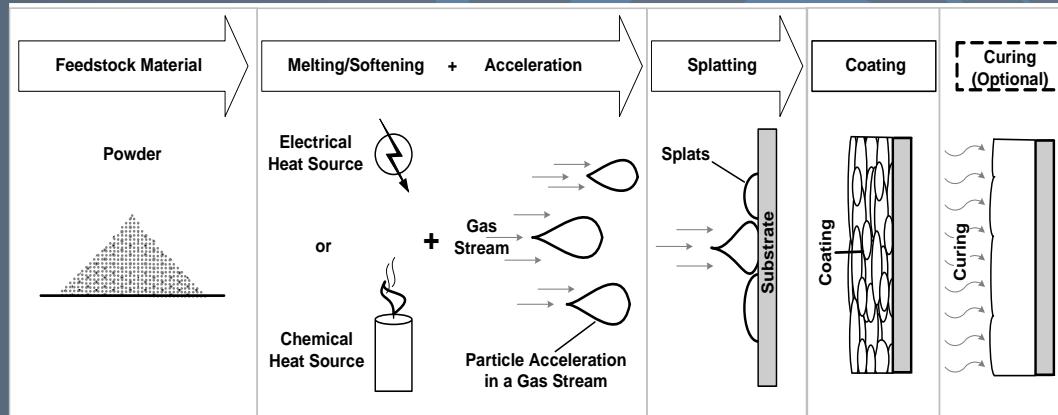 Feedstock Material
Melting/Softening + Acceleration
Splatting
Coating
Curing
(Optional)
Powder
Electrical
Heat Source
or
Chemical
Heat Source
+
Gas
Stream
Particle Acceleration
in a Gas Stream
Splats
Substrate
Coating
Curing